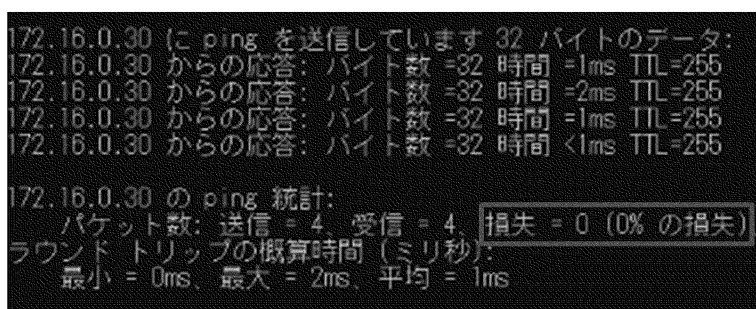 172.16.0.30 に ping を送信しています 32 バイトのデータ:
172.16.0.30 からの応答: バイト数 =32 時間 =1ms TTL=255
172.16.0.30 からの応答: バイト数 =32 時間 =2ms TTL=255
172.16.0.30 からの応答: バイト数 =32 時間 =1ms TTL=255
172.16.0.30 からの応答: バイト数 =32 時間 <1ms TTL=255
172.16.0.30 の ping 統計:
パケット数: 送信 = 4、受信 = 4、損失 = 0 (0% の損失)
ラウンド トリップの概算時間 (ミリ秒):
最小 = 0ms、最大 = 2ms、平均 = 1ms